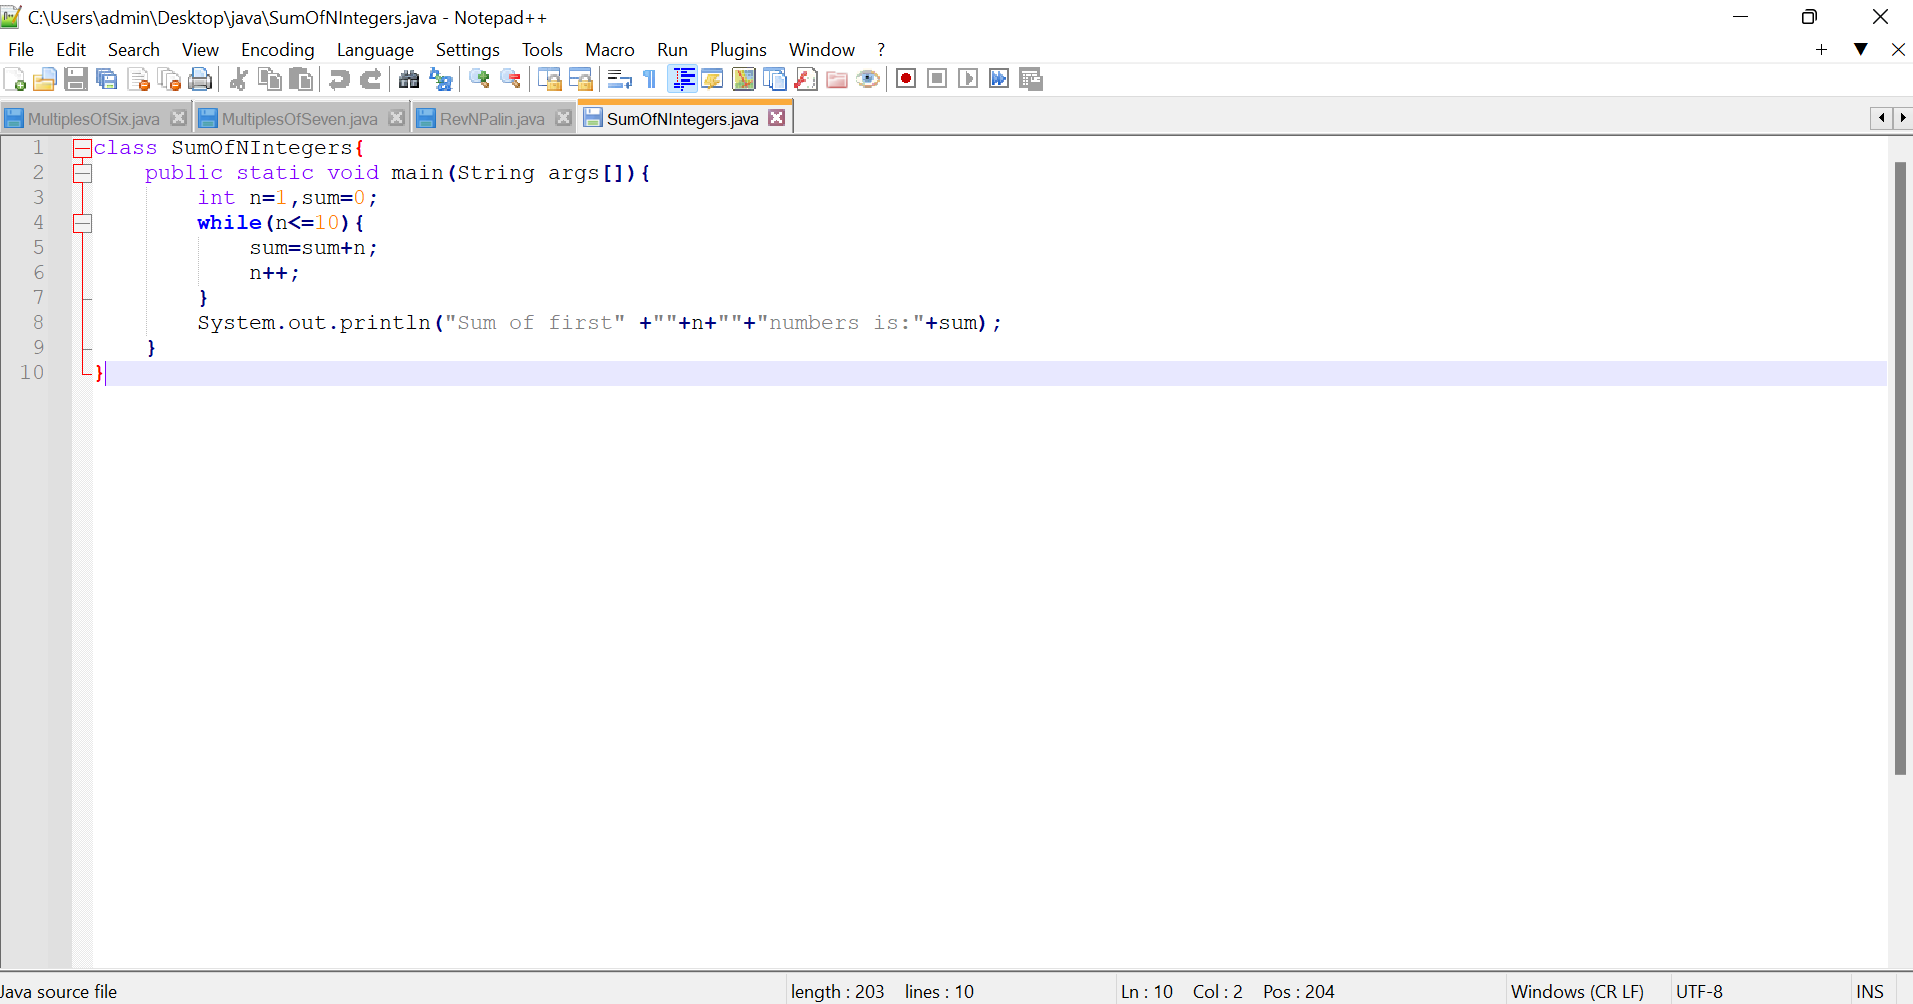 C:\Users\admin\Desktop\java\SumOfNIntegers.java - Notepad++
File Edit Search View Encoding Language Settings Tools Macro Run Plugins Window ?
MultiplesOfSix.java MultiplesOfSeven.java RevNPalin.java SumOfNIntegers.java
1 class SumOfNIntegers{
2 public static void main(String args[]){
3 int n=1,sum=0;
4 while(n<=10){
5 sum=sum+n;
6 n++;
7 }
8 System.out.println("Sum of first" +""+n+""+"numbers is:"+sum);
9 }
10 }
Java source file length : 203 lines : 10 Ln : 10 Col : 2 Pos : 204 Windows (CR LF) UTF-8 INS